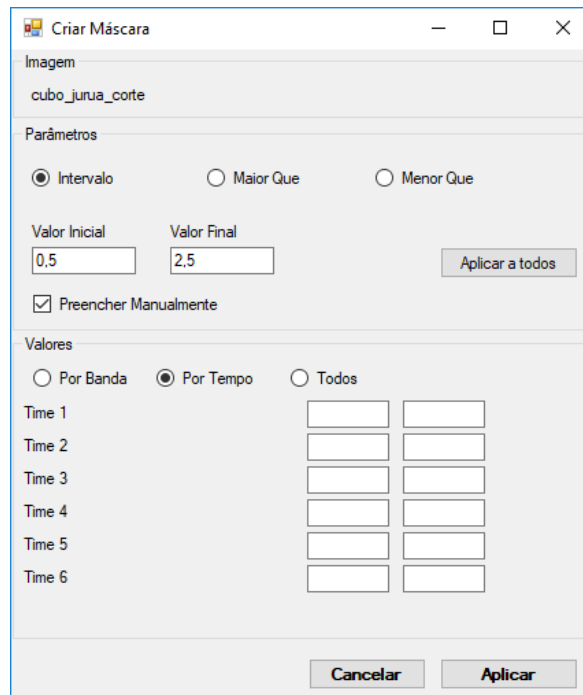 Criar Máscara
Imagem
cubo_jurua_corte
Parâmetros
Intervalo Maior Que Menor Que
Valor Inicial Valor Final
0,5 2,5 Aplicar a todos
Preencher Manualmente
Valores
Por Banda Por Tempo Todos
Time 1
Time 2
Time 3
Time 4
Time 5
Time 6
Cancelar Aplicar